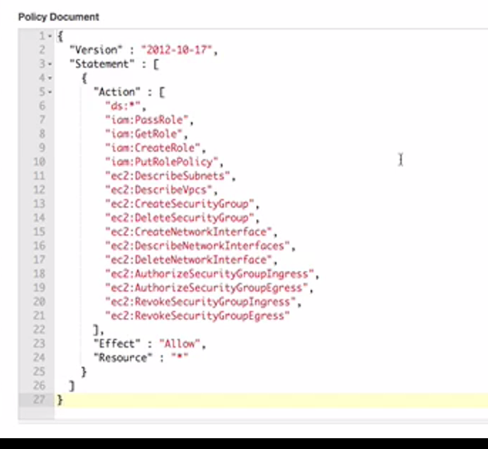 Policy Document
1 {
2 "Version" : "2012-10-17",
3 "Statement" : [
4 {
5 "Action" : [
6 "ds:*",
7 "iam:PassRole",
8 "iam:GetRole",
9 "iam:CreateRole",
10 "iam:PutRolePolicy",
11 "ec2:DescribeSubnets",
12 "ec2:DescribeVpcs",
13 "ec2:CreateSecurityGroup",
14 "ec2:DeleteSecurityGroup",
15 "ec2:CreateNetworkInterface",
16 "ec2:DescribeNetworkInterfaces",
17 "ec2:DeleteNetworkInterface",
18 "ec2:AuthorizeSecurityGroupIngress",
19 "ec2:AuthorizeSecurityGroupEgress",
20 "ec2:RevokeSecurityGroupIngress",
21 "ec2:RevokeSecurityGroupEgress"
22 ],
23 "Effect" : "Allow",
24 "Resource" : "*"
25 }
26 ]
27 }